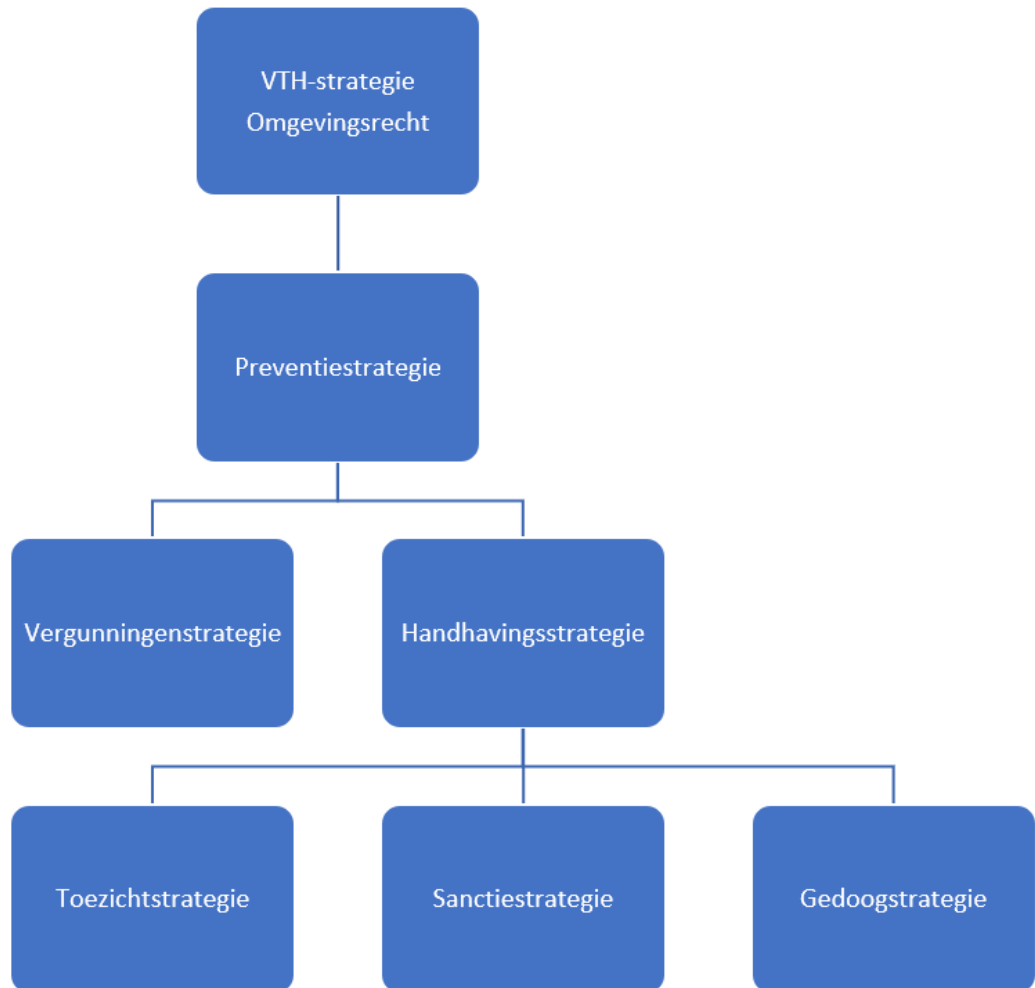 VTH-strategie
Omgevingsrecht
Preventiestrategie
Vergunningenstrategie
Handhavingsstrategie
Toezichtstrategie
Sanctiestrategie
Gedoogstrategie